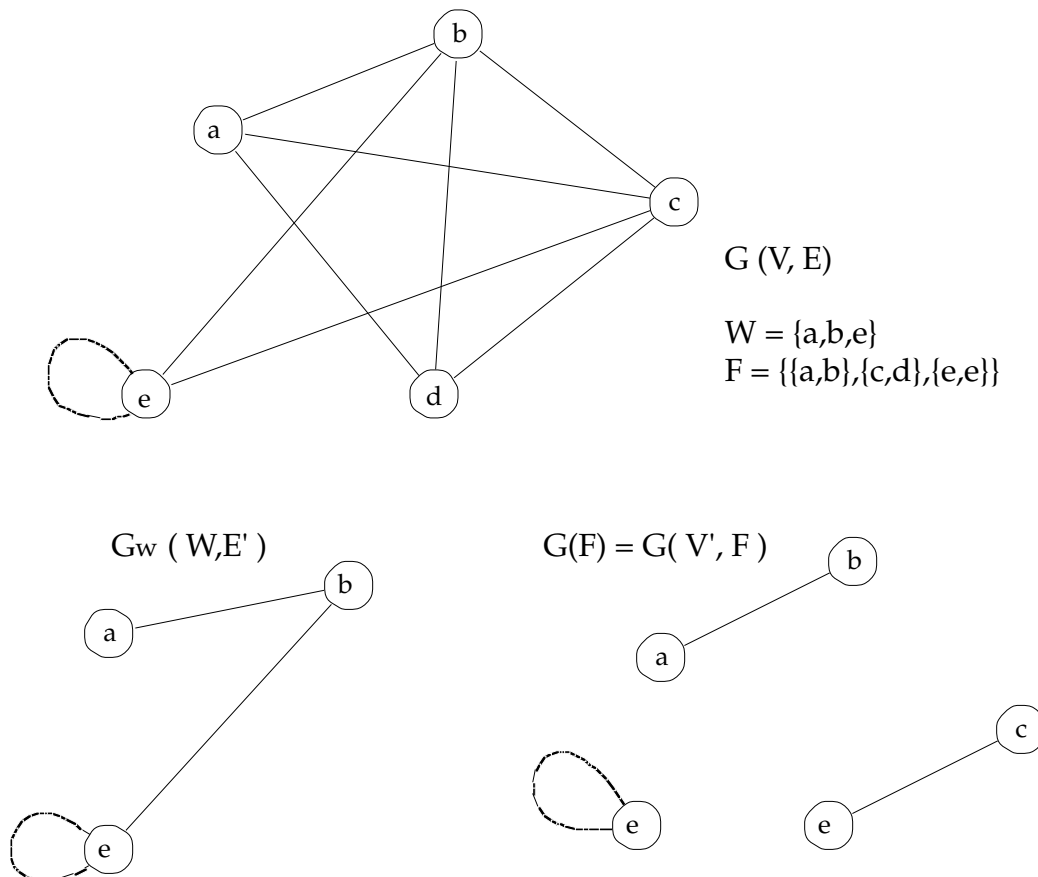 b
a
c
G (V, E)
W = {a,b,e}
F = {{a,b},{c,d},{e,e}}
e
d
Gw ( W,E' )
G(F) = G( V', F )
b
a
e
b
a
c
e
e